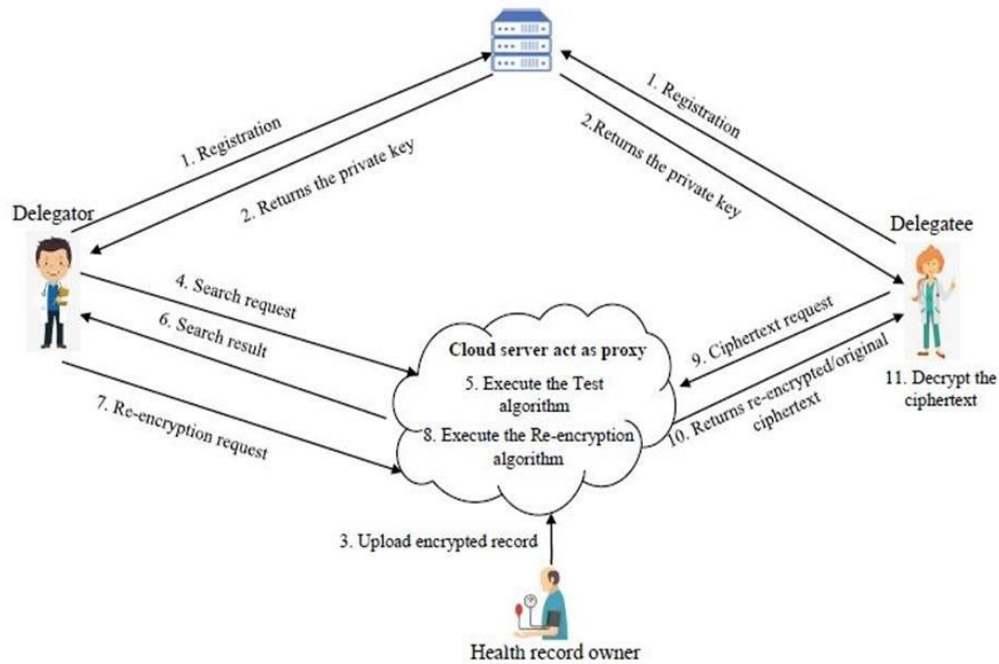 1. Registration
1. Registration
2. Returns the private key
2.Returns the private key
Delegator
Delegatee
4. Search request
6. Search result
7. Re-encryption request
Cloud server act as proxy
5. Execute the Test
algorithm
8. Execute the Re-encryption
algorithm
9. Ciphertext request
10. Returns re-encrypted/original
ciphertext
11. Decrypt the
ciphertext
3. Upload encrypted record
Health record owner